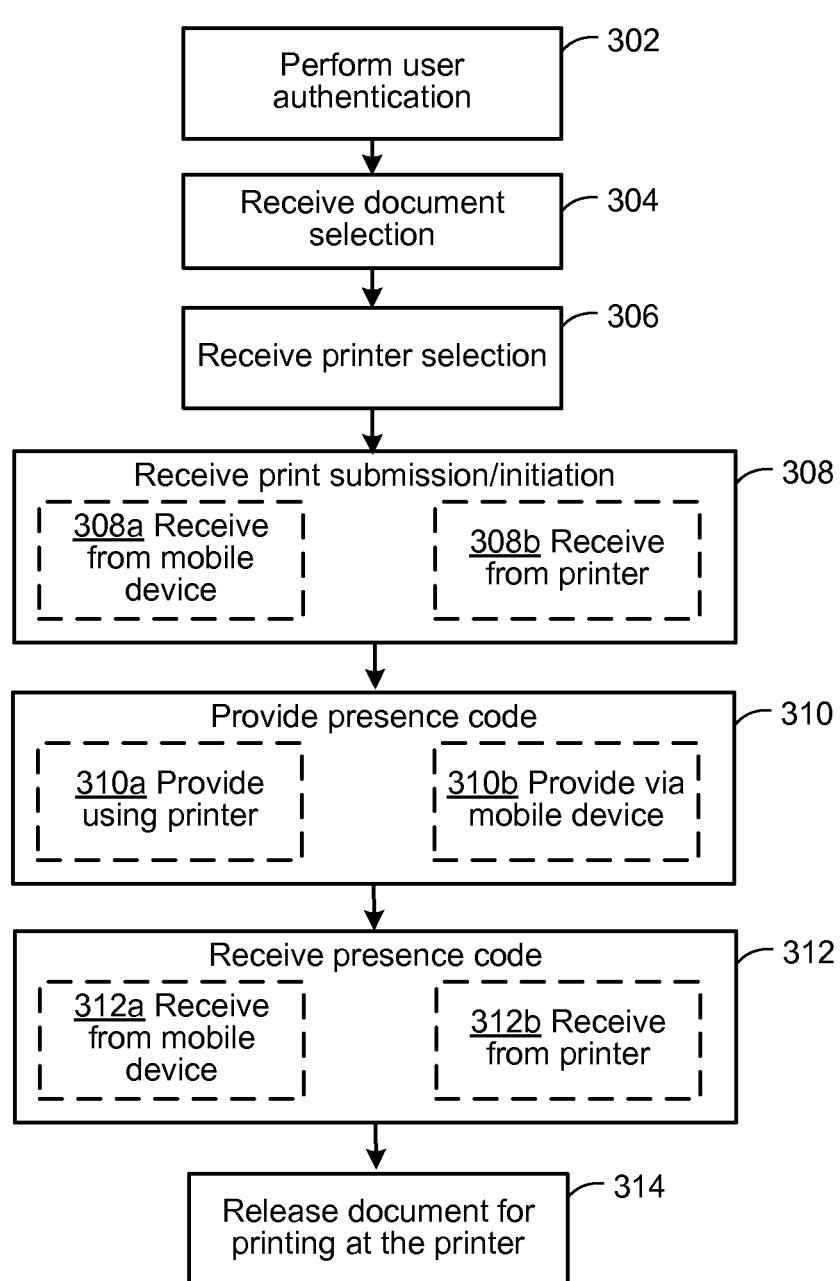 302
Perform user
authentication
Receive document
selection
304
306
Receive printer selection
Receive print submission/initiation
308
308a Receive
from mobile
device
308b Receive
from printer
Provide presence code
310
310a Provide
using printer
310b Provide via
mobile device
Receive presence code
312
312a Receive
from mobile
device
312b Receive
from printer
314
Release document for
printing at the printer